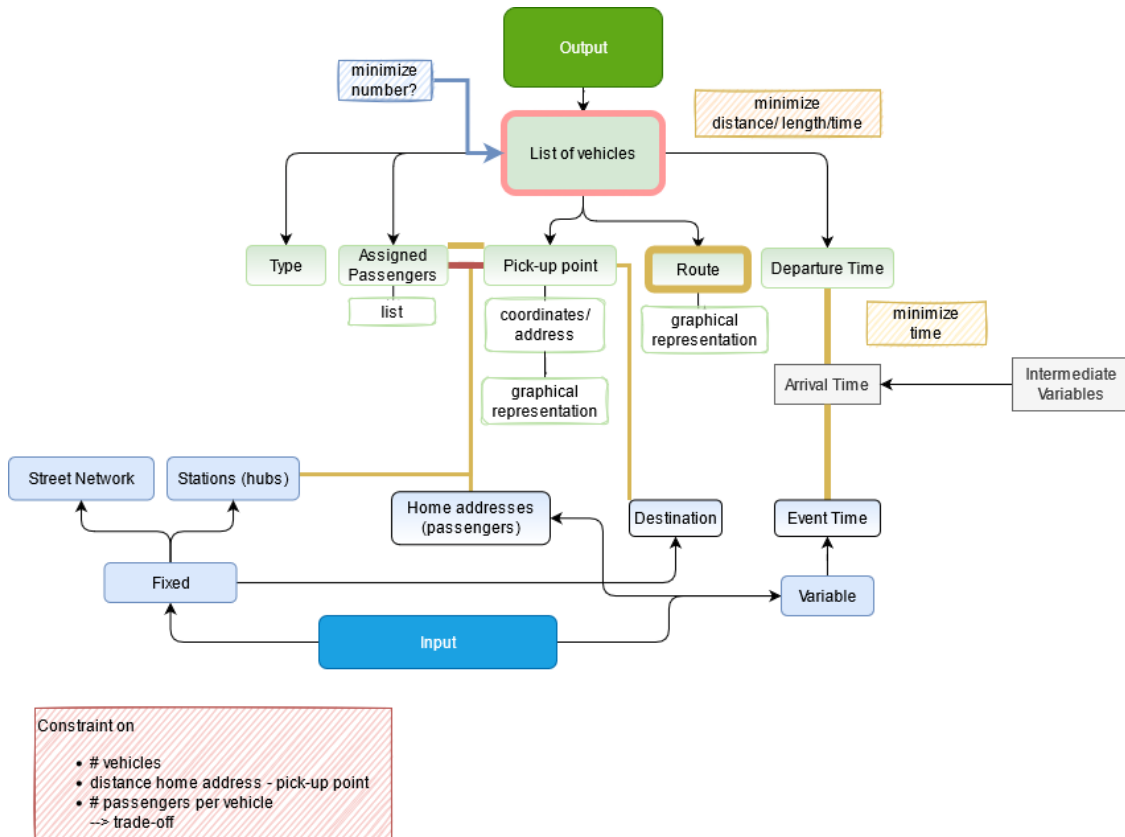 Output
minimize
number?
minimize
distance/ length/time
List of vehicles
Type
Assigned
Passengers
Pick-up point
Route
Departure Time
list
coordinates/
address
graphical
representation
minimize
time
graphical
representation
Arrival Time
Intermediate
Variables
Street Network
Stations (hubs)
Home addresses
(passengers)
Destination
Event Time
Fixed
Variable
Input
Constraint on
• # vehicles
• distance home address - pick-up point
• # passengers per vehicle
--> trade-off